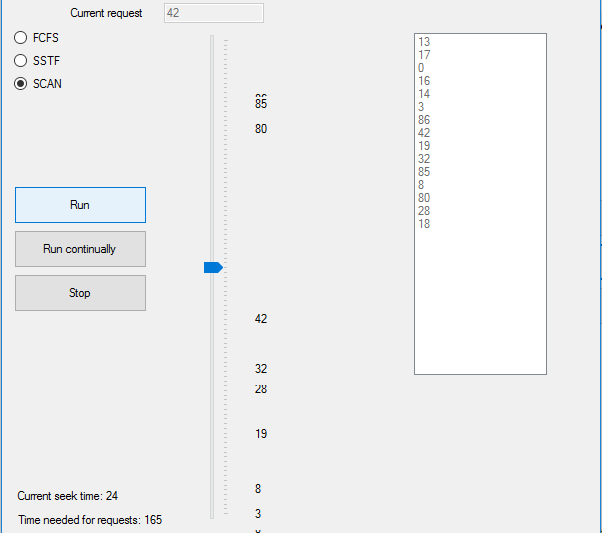 Current request 42
FCFS
SSTF
SCAN
Run
Run continually
Stop
Current seek time: 24
Time needed for requests: 165
85
80
42
32
28
19
8
3
13
17
0
16
14
3
86
42
19
32
85
8
80
28
18